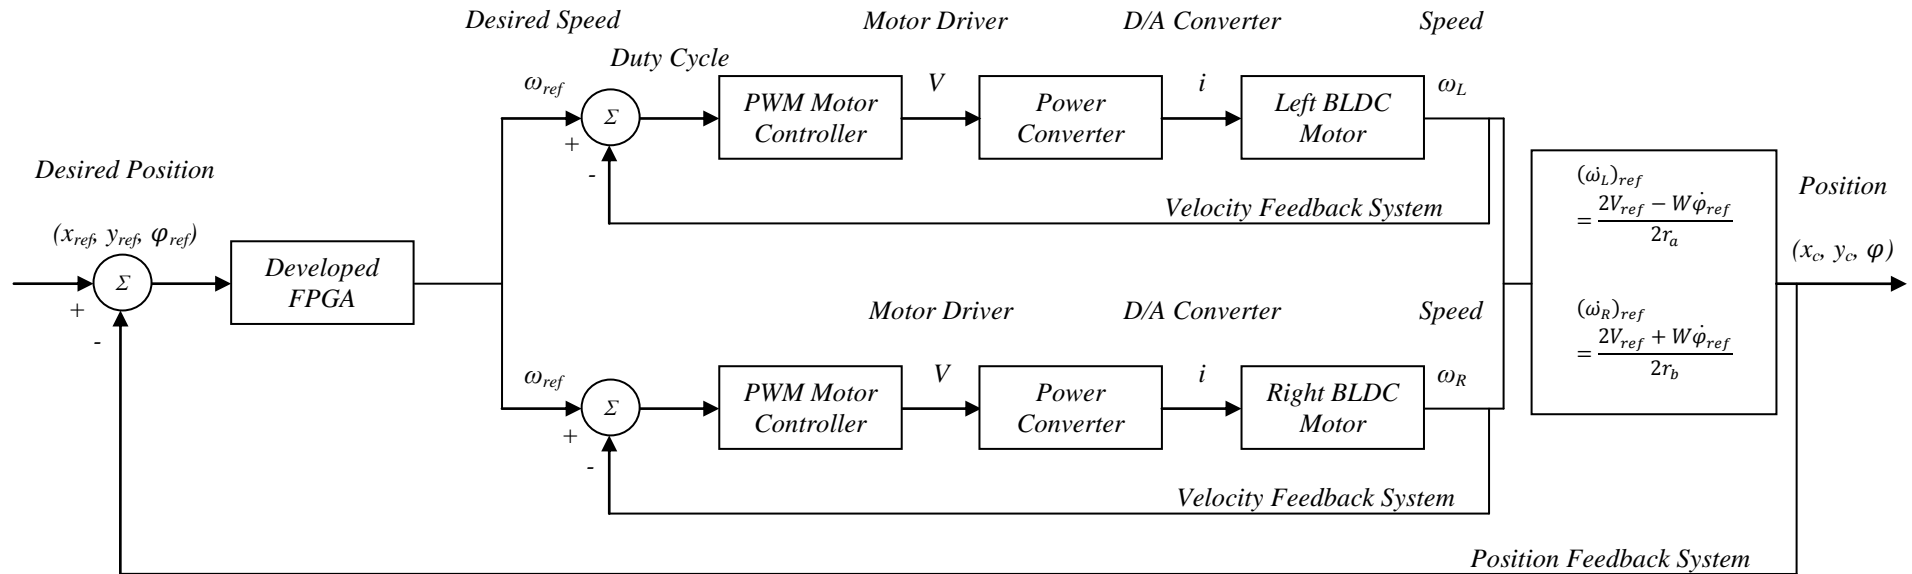 Desired Speed
Motor Driver
D/A Converter
Speed
Duty Cycle
ω_ref
V
i
ω_L
Σ
PWM Motor
Controller
Power
Converter
Left BLDC
Motor
+
-
Velocity Feedback System
Desired Position
(x_ref, y_ref, φ_ref)
Σ
+
-
Developed
FPGA
(ω̇_L)_ref
= (2V_ref − Wφ̇_ref) / 2r_a
(ω̇_R)_ref
= (2V_ref + Wφ̇_ref) / 2r_b
Position
(x_c, y_c, φ)
Motor Driver
D/A Converter
Speed
ω_ref
V
i
ω_R
Σ
PWM Motor
Controller
Power
Converter
Right BLDC
Motor
+
-
Velocity Feedback System
Position Feedback System